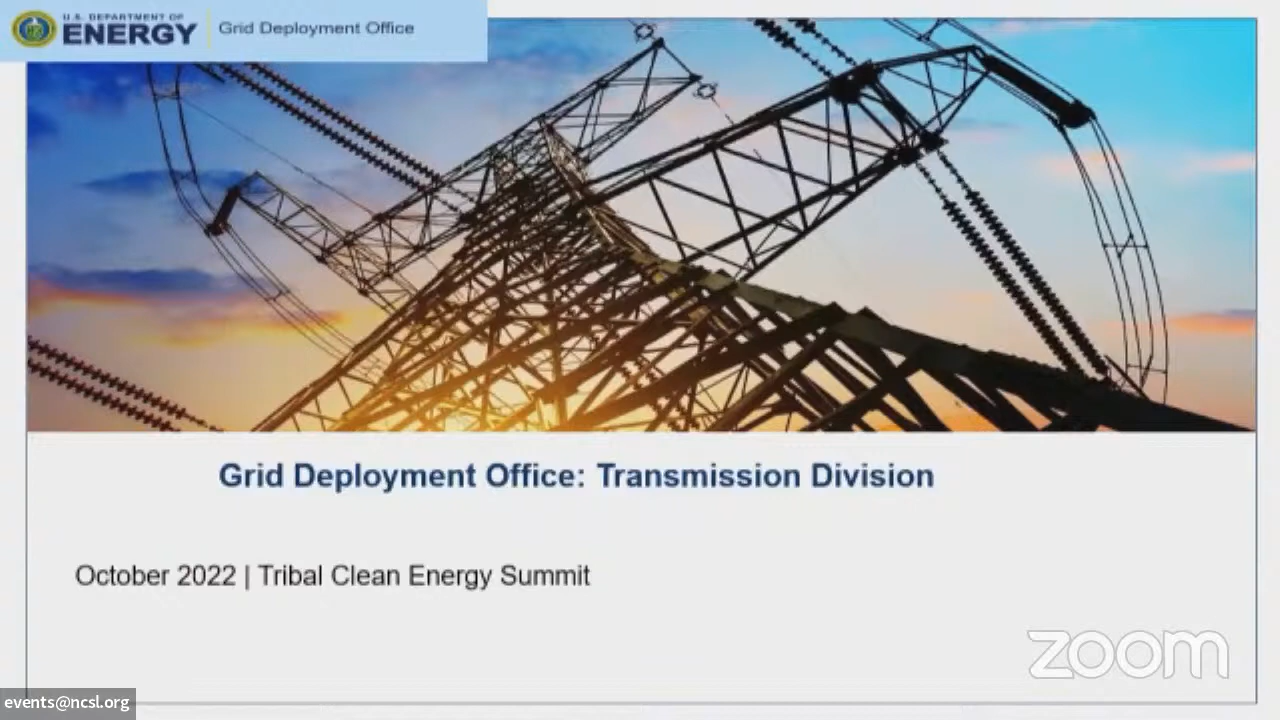 U.S. DEPARTMENT OF
ENERGY
Grid Deployment Office
Grid Deployment Office: Transmission Division
October 2022 | Tribal Clean Energy Summit
zoom
events@ncsl.org